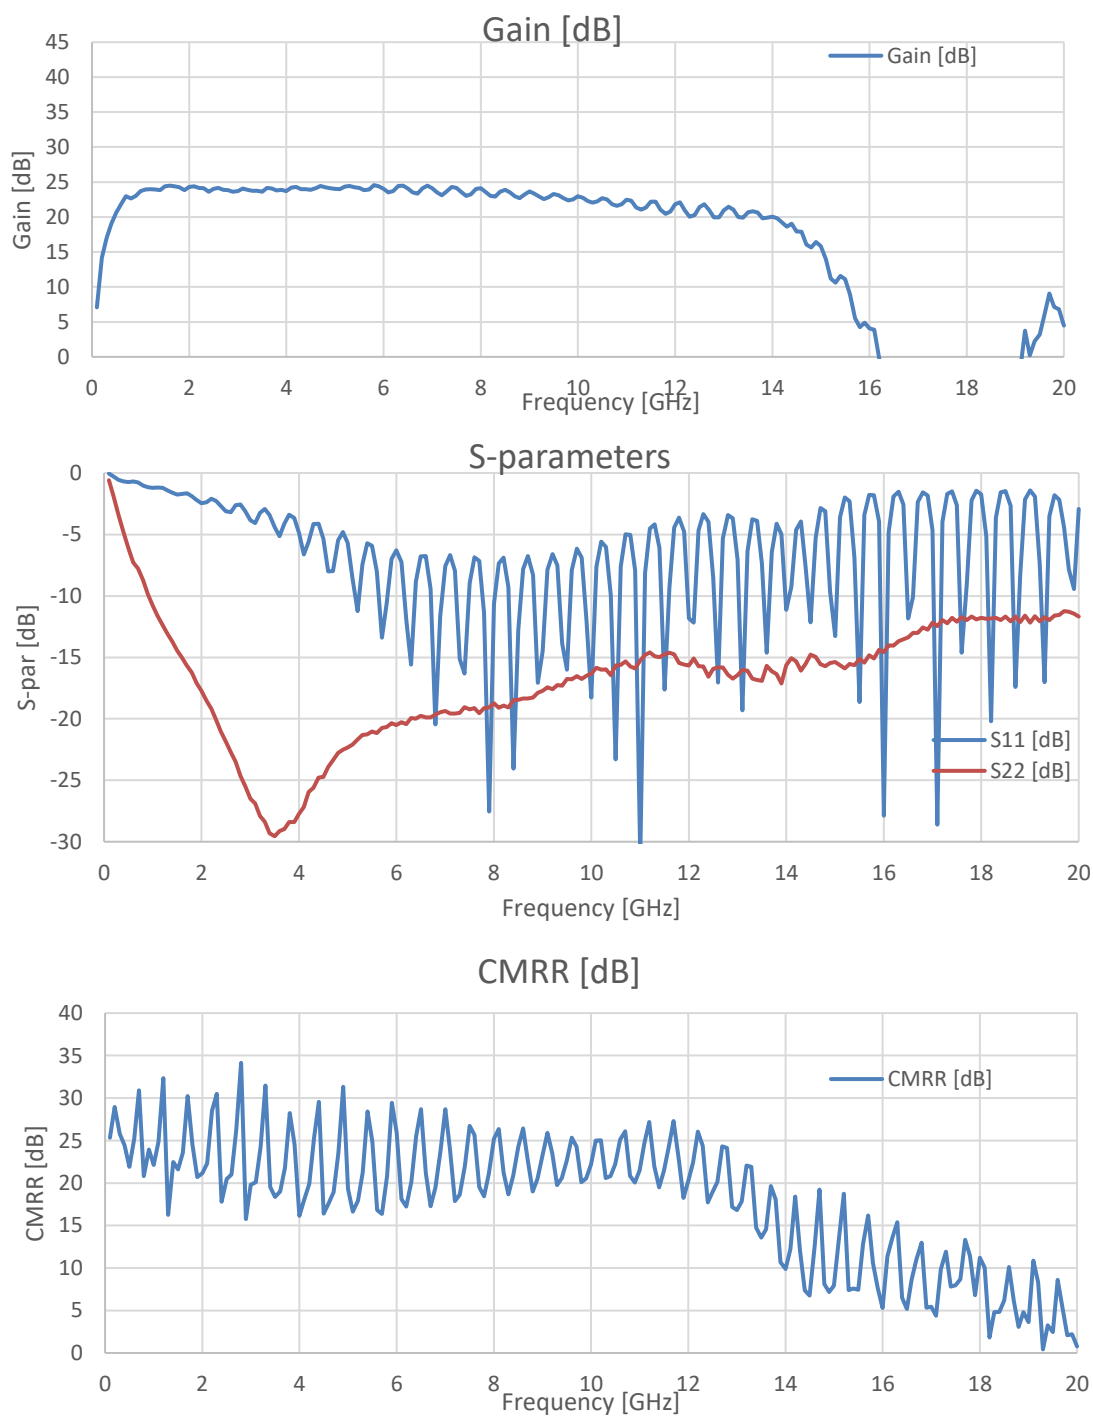 Gain [dB]
45
40
35
30
25
20
15
10
5
0
Gain [dB]
Gain [dB]
0 2 4 6 8 10 12 14 16 18 20
Frequency [GHz]
S-parameters
0
-5
-10
-15
-20
-25
-30
S-par [dB]
S11 [dB]
S22 [dB]
0 2 4 6 8 10 12 14 16 18 20
Frequency [GHz]
CMRR [dB]
40
35
30
25
20
15
10
5
0
CMRR [dB]
CMRR [dB]
0 2 4 6 8 10 12 14 16 18 20
Frequency [GHz]